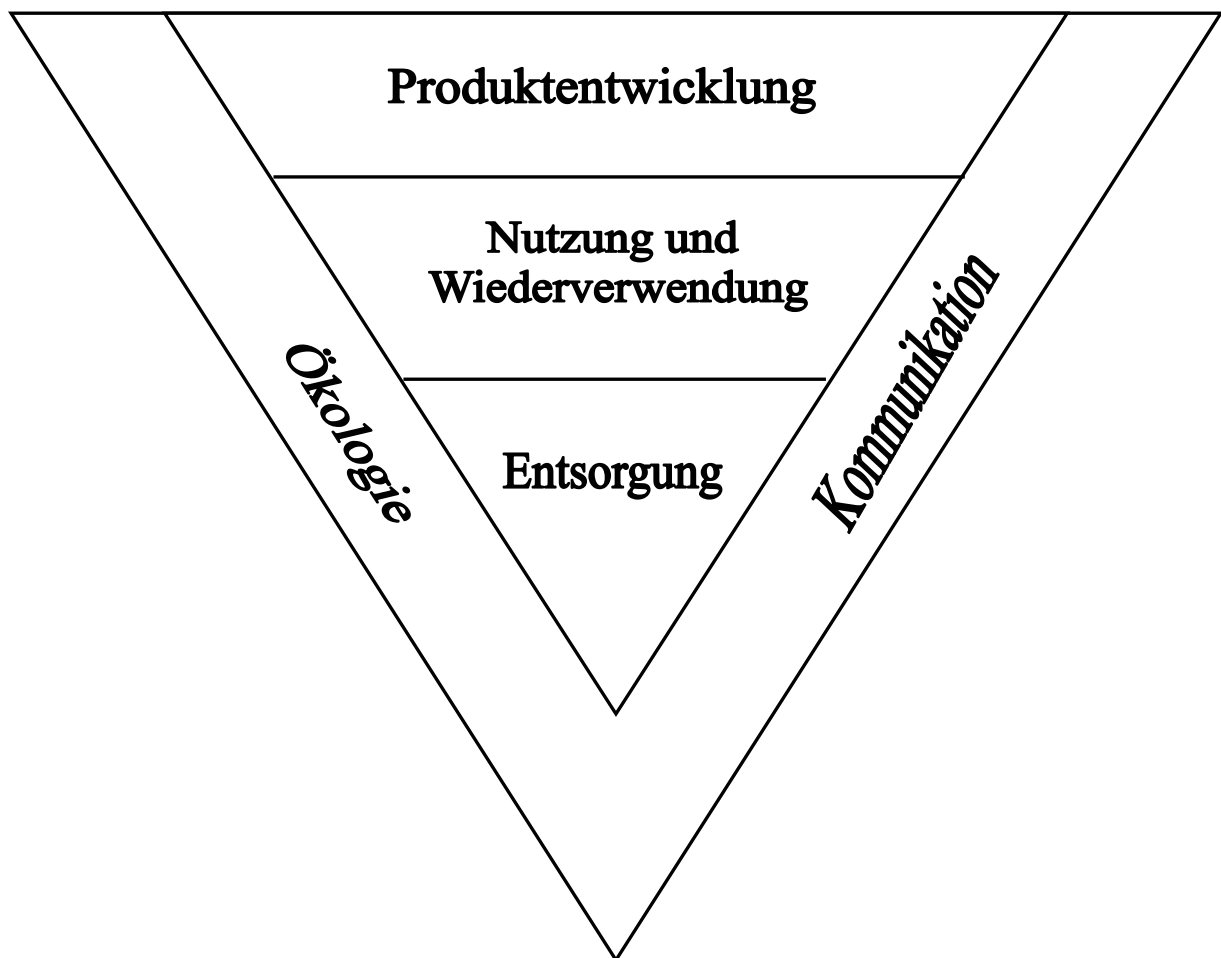 Produktentwicklung
Nutzung und
Wiederverwendung
Ökologie
Entsorgung
Kommunikation